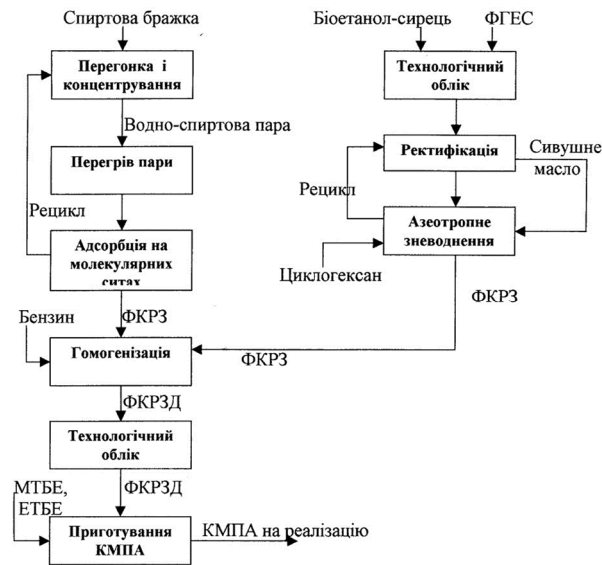 Спиртова бражка
Перегонка і
концентрування
Водно-спиртова пара
Перегрів пари
Рецикл
Адсорбція на
молекулярних
ситах
ФКРЗ
Бензин
Гомогенізація
ФКРЗД
Технологічний
облік
МТБЕ,
ЕТБЕ
ФКРЗД
Приготування
КМПА
КМПА на реалізацію
Біоетанол-сирець
ФГЕС
Технологічний
облік
Ректифікація
Сивушне
масло
Рецикл
Азеотропне
зневоднення
Циклогексан
ФКРЗ
ФКРЗ